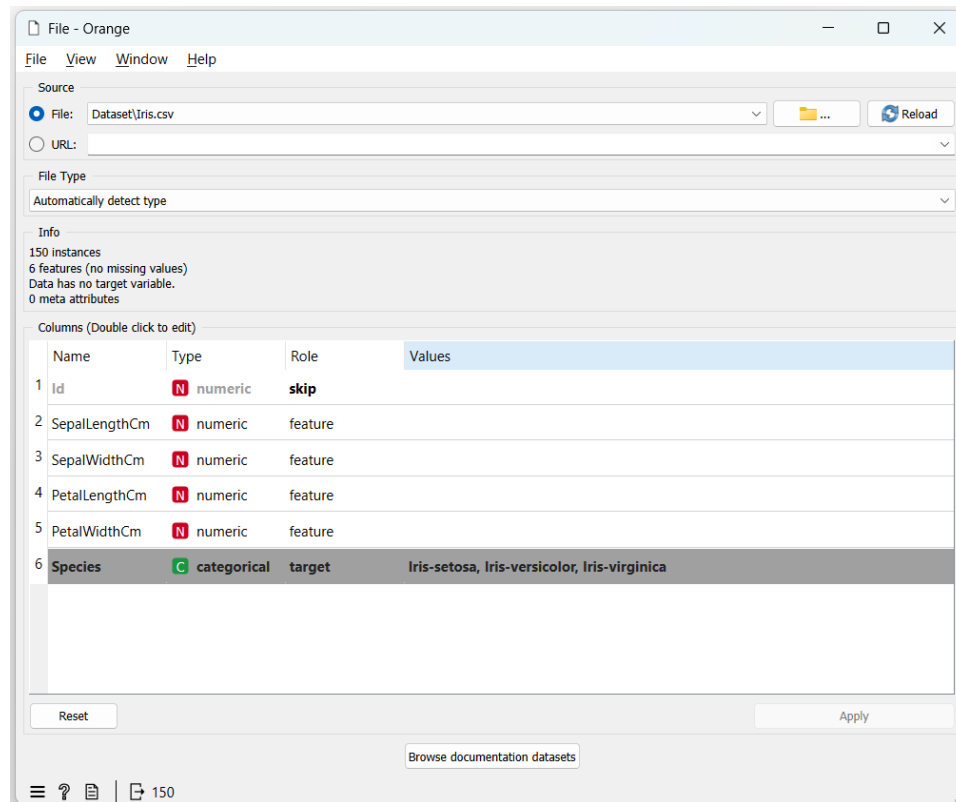 File - Orange
File View Window Help
Source
File: Dataset\Iris.csv ... Reload
URL:
File Type
Automatically detect type
Info
150 instances
6 features (no missing values)
Data has no target variable.
0 meta attributes
Columns (Double click to edit)
Name Type Role Values
1 Id N numeric skip
2 SepalLengthCm N numeric feature
3 SepalWidthCm N numeric feature
4 PetalLengthCm N numeric feature
5 PetalWidthCm N numeric feature
6 Species C categorical target Iris-setosa, Iris-versicolor, Iris-virginica
Reset Apply
Browse documentation datasets
? 150